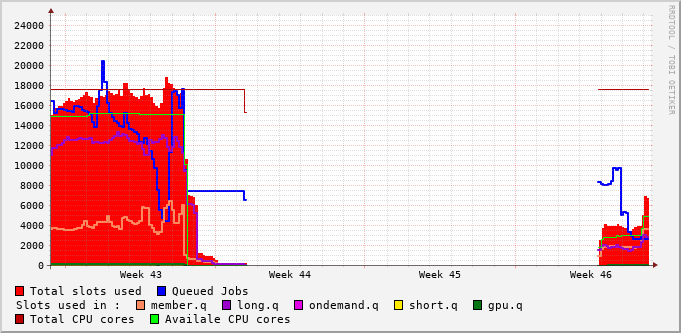 RRDTOOL / TOBI OETIKER
24000
22000
20000
18000
16000
14000
12000
10000
8000
6000
4000
2000
0
Week 43 Week 44 Week 45 Week 46
Total slots used Queued Jobs
Slots used in : member.q long.q ondemand.q short.q gpu.q
Total CPU cores Availale CPU cores